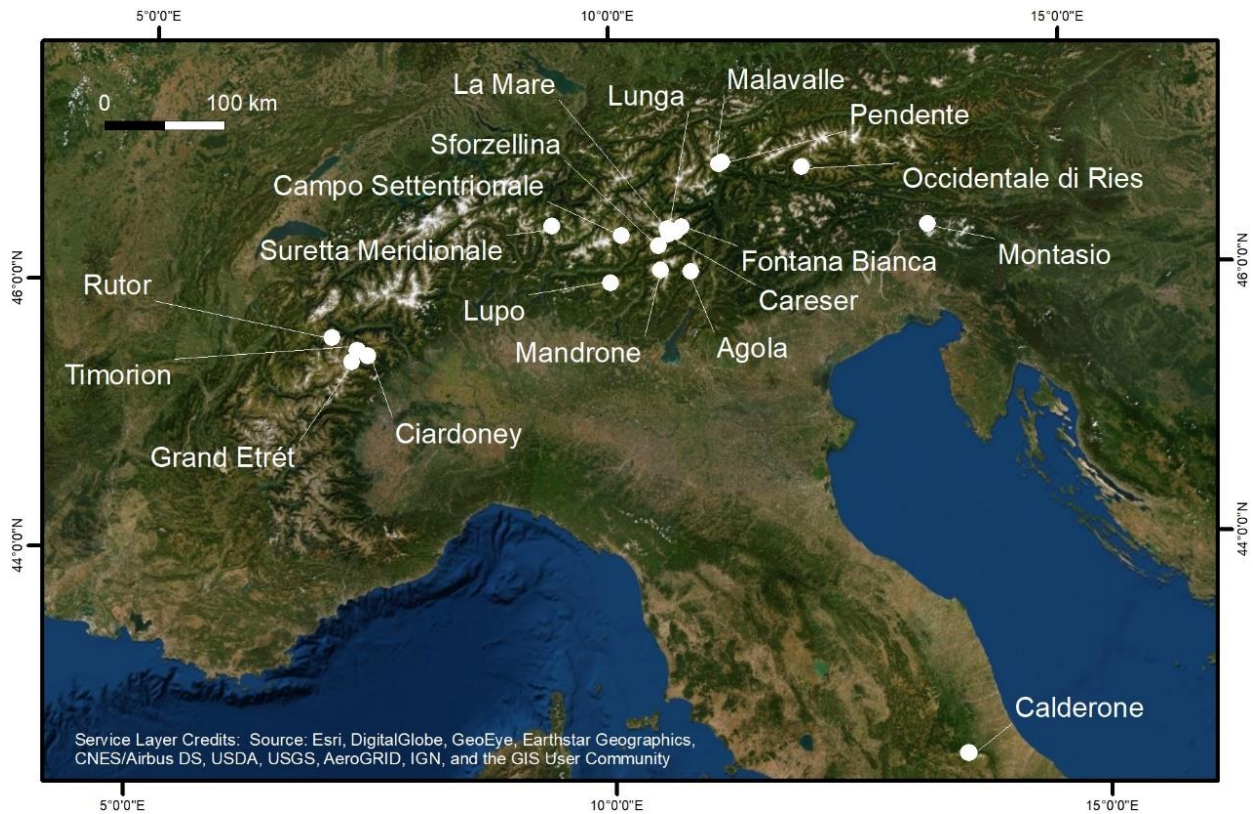 5°0'0"E
10°0'0"E
15°0'0"E
0
100 km
La Mare
Lunga
Malavalle
Pendente
Sforzellina
Campo Settentrionale
Occidentale di Ries
Suretta Meridionale
Fontana Bianca
Montasio
46°0'0"N
46°0'0"N
Rutor
Lupo
Careser
Mandrone
Agola
Timorion
Ciardoney
Grand Etrét
44°0'0"N
44°0'0"N
Calderone
Service Layer Credits: Source: Esri, DigitalGlobe, GeoEye, Earthstar Geographics,
CNES/Airbus DS, USDA, USGS, AeroGRID, IGN, and the GIS User Community
5°0'0"E
10°0'0"E
15°0'0"E